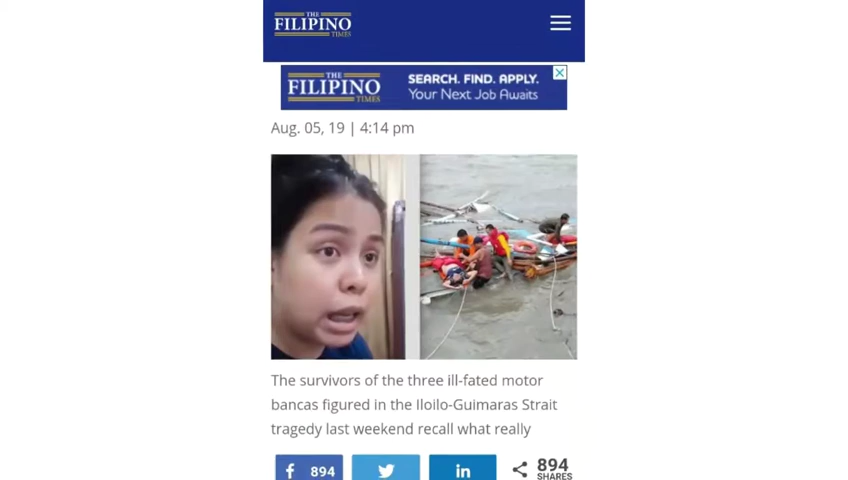 THE
FILIPINO
TIMES
THE
FILIPINO
TIMES
SEARCH. FIND. APPLY.
Your Next Job Awaits
Aug. 05, 19 | 4:14 pm
The survivors of the three ill-fated motor
bancas figured in the Iloilo-Guimaras Strait
tragedy last weekend recall what really
f 894
in
894
SHARES